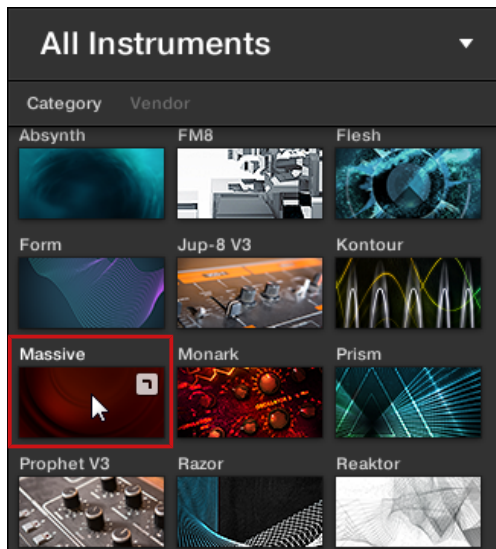 All Instruments
Category Vendor
Absynth FM8 Flesh
Form Jup-8 V3 Kontour
Massive Monark Prism
Prophet V3 Razor Reaktor